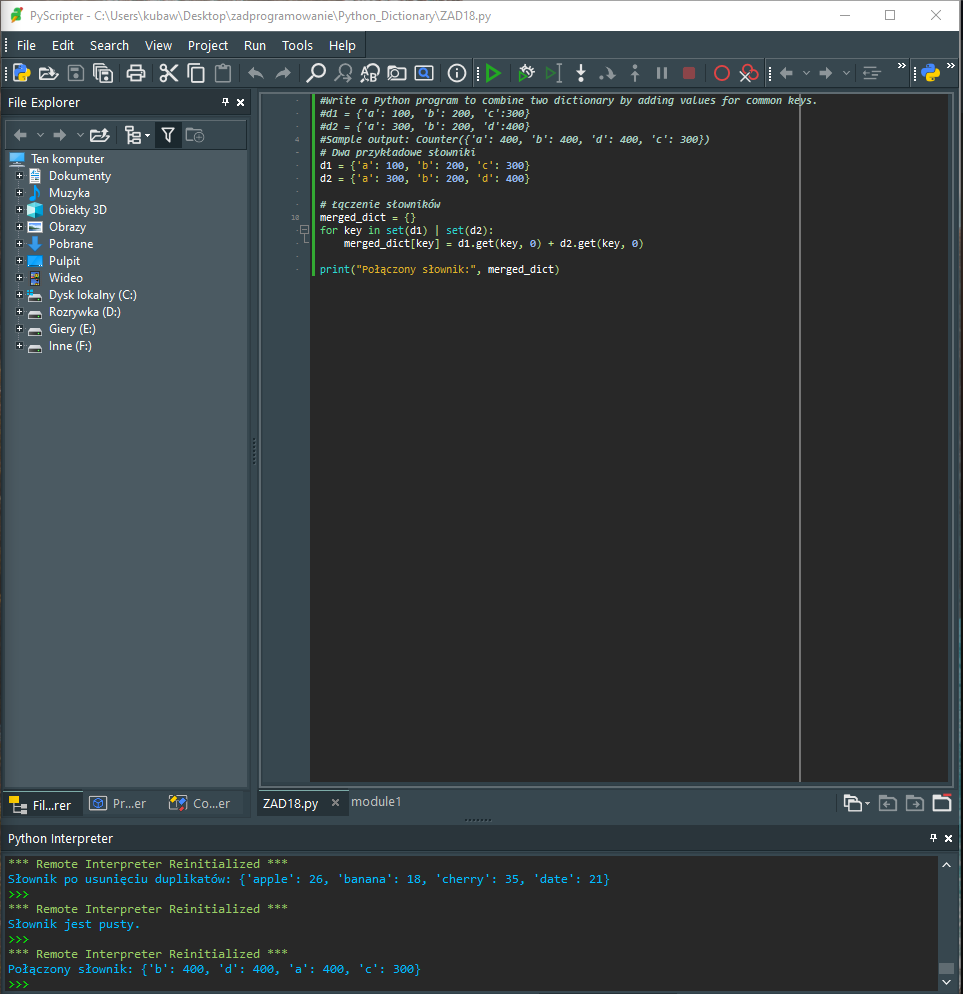 PyScripter - C:\Users\kubaw\Desktop\zadprogramowanie\Python_Dictionary\ZAD18.py
File Edit Search View Project Run Tools Help
File Explorer
Ten komputer
Dokumenty
Muzyka
Obiekty 3D
Obrazy
Pobrane
Pulpit
Wideo
Dysk lokalny (C:)
Rozrywka (D:)
Giery (E:)
Inne (F:)
Fil...rer Pr...er Co...er
#Write a Python program to combine two dictionary by adding values for common keys.
#d1 = {'a': 100, 'b': 200, 'c':300}
#d2 = {'a': 300, 'b': 200, 'd':400}
4 #Sample output: Counter({'a': 400, 'b': 400, 'd': 400, 'c': 300})
# Dwa przykładowe słowniki
d1 = {'a': 100, 'b': 200, 'c': 300}
d2 = {'a': 300, 'b': 200, 'd': 400}
# Łączenie słowników
10 merged_dict = {}
for key in set(d1) | set(d2):
merged_dict[key] = d1.get(key, 0) + d2.get(key, 0)
print("Połączony słownik:", merged_dict)
ZAD18.py module1
Python Interpreter
*** Remote Interpreter Reinitialized ***
Słownik po usunięciu duplikatów: {'apple': 26, 'banana': 18, 'cherry': 35, 'date': 21}
>>>
*** Remote Interpreter Reinitialized ***
Słownik jest pusty.
>>>
*** Remote Interpreter Reinitialized ***
Połączony słownik: {'b': 400, 'd': 400, 'a': 400, 'c': 300}
>>>